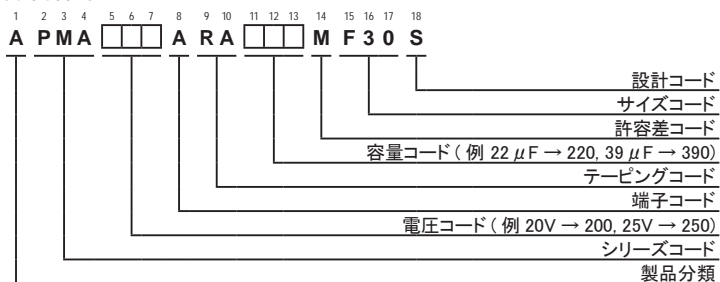 1 2 3 4 5 6 7 8 9 10 11 12 13 14 15 16 17 18
A P M A □ □ □ A R A □ □ □ M F 3 0 S
設計コード
サイズコード
許容差コード
容量コード ( 例 22 μF → 220, 39 μF → 390)
テーピングコード
端子コード
電圧コード ( 例 20V → 200, 25V → 250)
シリーズコード
製品分類